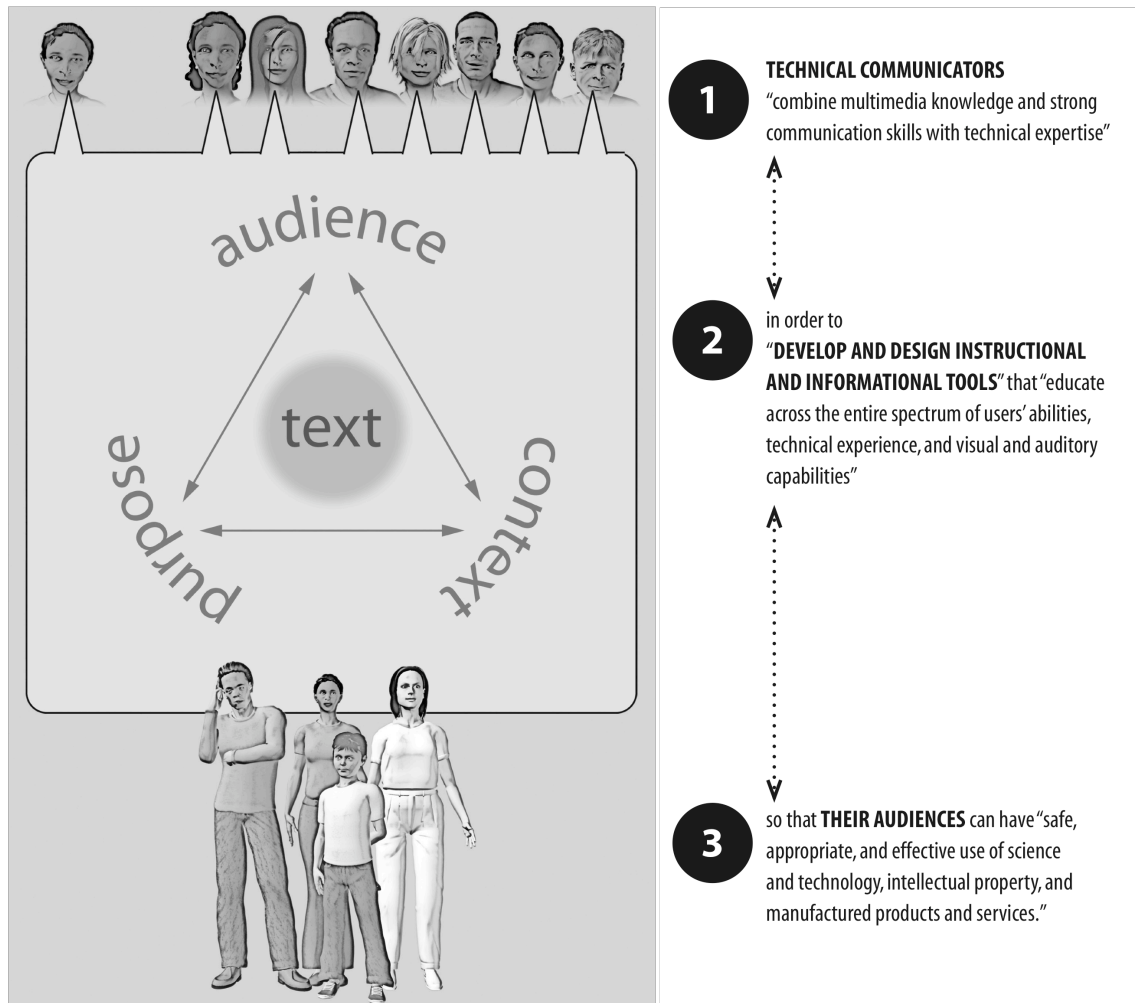 audience
text
purpose
context
1
TECHNICAL COMMUNICATORS
“combine multimedia knowledge and strong
communication skills with technical expertise”
2
in order to
“DEVELOP AND DESIGN INSTRUCTIONAL
AND INFORMATIONAL TOOLS” that “educate
across the entire spectrum of users’ abilities,
technical experience, and visual and auditory
capabilities”
3
so that THEIR AUDIENCES can have “safe,
appropriate, and effective use of science
and technology, intellectual property, and
manufactured products and services.”